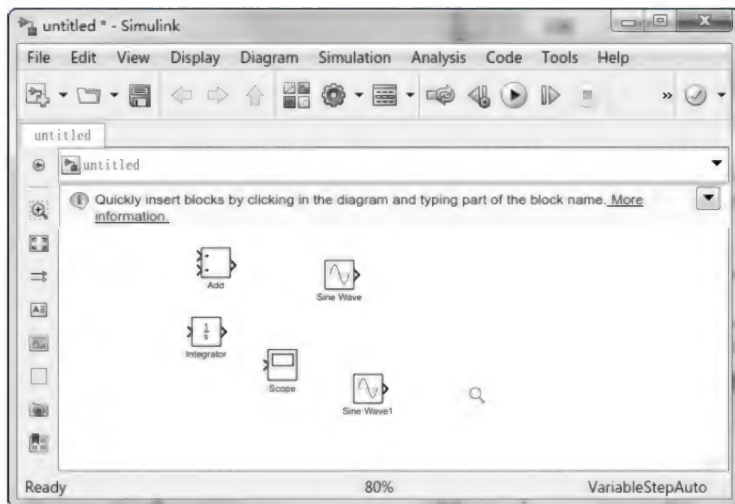 untitled * - Simulink
File Edit View Display Diagram Simulation Analysis Code Tools Help
»
untitled
untitled
Quickly insert blocks by clicking in the diagram and typing part of the block name. More
information.
Add
Sine Wave
1
s
Integrator
Scope
Sine Wave1
Ready 80% VariableStepAuto